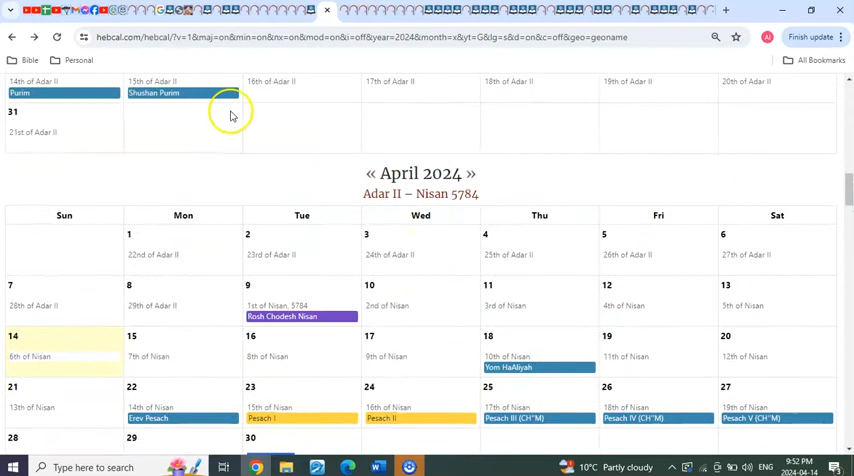 hebcal.com/hebcal/?v=1&maj=on&min=on&nx=on&mod=on&i=off&year=2024&month=x&yt=G&lg=s&d=on&c=off&geo=geoname
Finish update
Bible Personal All Bookmarks
14th of Adar II 15th of Adar II 16th of Adar II 17th of Adar II 18th of Adar II 19th of Adar II 20th of Adar II
Purim Shushan Purim
31
21st of Adar II
« April 2024 »
Adar II – Nisan 5784
Sun Mon Tue Wed Thu Fri Sat
1 2 3 4 5 6
22nd of Adar II 23rd of Adar II 24th of Adar II 25th of Adar II 26th of Adar II 27th of Adar II
7 8 9 10 11 12 13
28th of Adar II 29th of Adar II 1st of Nisan, 5784 2nd of Nisan 3rd of Nisan 4th of Nisan 5th of Nisan
Rosh Chodesh Nisan
14 15 16 17 18 19 20
6th of Nisan 7th of Nisan 8th of Nisan 9th of Nisan 10th of Nisan 11th of Nisan 12th of Nisan
Yom HaAliyah
21 22 23 24 25 26 27
13th of Nisan 14th of Nisan 15th of Nisan 16th of Nisan 17th of Nisan 18th of Nisan 19th of Nisan
Erev Pesach Pesach I Pesach II Pesach III (CH''M) Pesach IV (CH''M) Pesach V (CH''M)
28 29 30
Type here to search 10°C Partly cloudy ENG 9:52 PM
2024-04-14